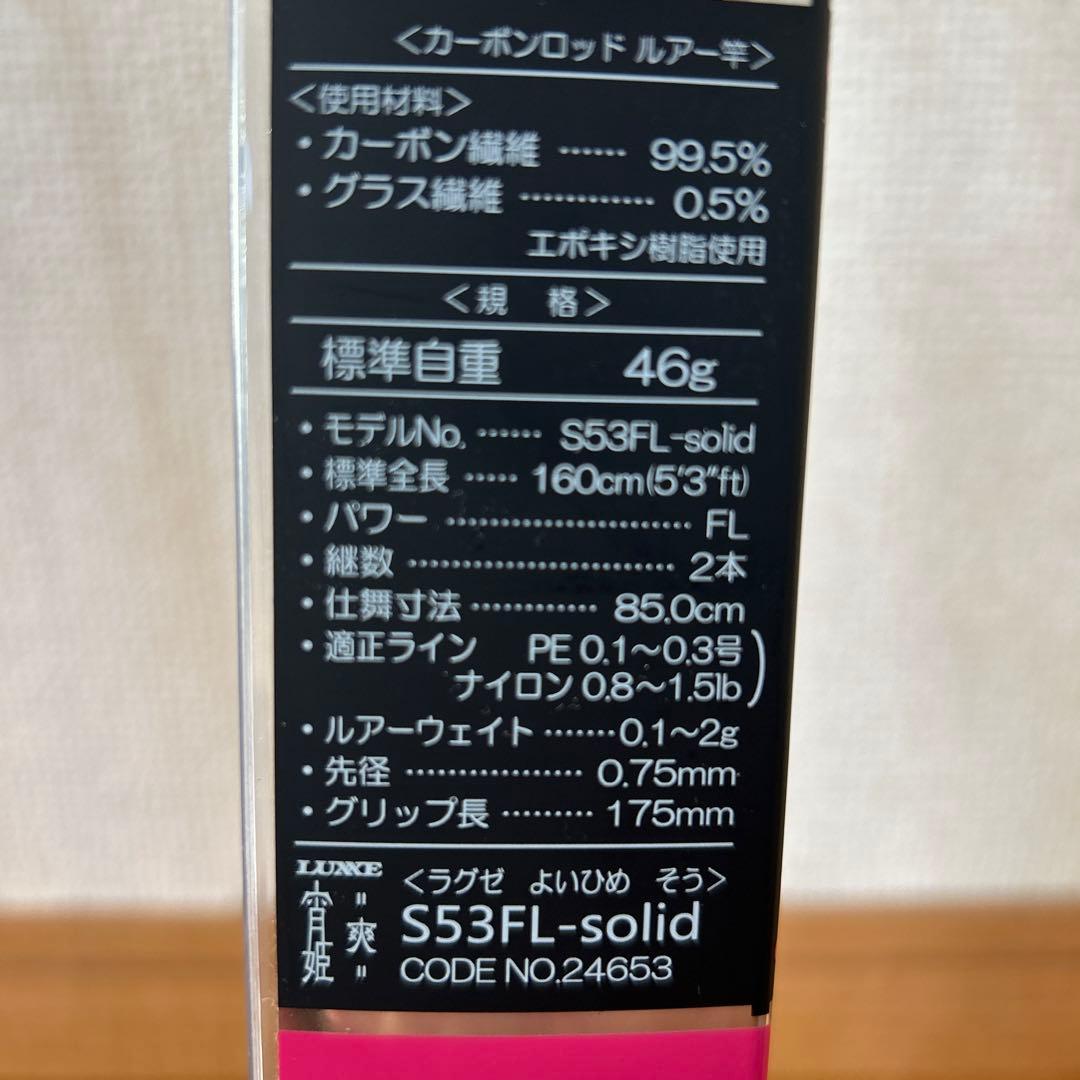 <カーボンロッド ルアー竿>
<使用材料>
・カーボン繊維 …… 99.5%
・グラス繊維 ………… 0.5%
エポキシ樹脂使用
<規 格>
標準自重 46g
・モデルNo. …… S53FL-solid
・標準全長 …… 160cm(5'3"ft)
・パワー …………………… FL
・継数 ……………………… 2本
・仕舞寸法 ………… 85.0cm
・適正ライン PE 0.1～0.3号
ナイロン 0.8～1.5lb)
・ルアーウェイト ……0.1～2g
・先径 ……………… 0.75mm
・グリップ長 ……… 175mm
LUXXE
宵姫
"爽"
<ラグゼ よいひめ そう>
S53FL-solid
CODE NO.24653